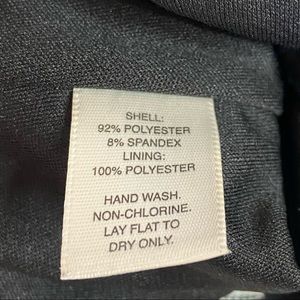 SHELL:
92% POLYESTER
8% SPANDEX
LINING:
100% POLYESTER
HAND WASH.
NON-CHLORINE.
LAY FLAT TO
DRY ONLY.